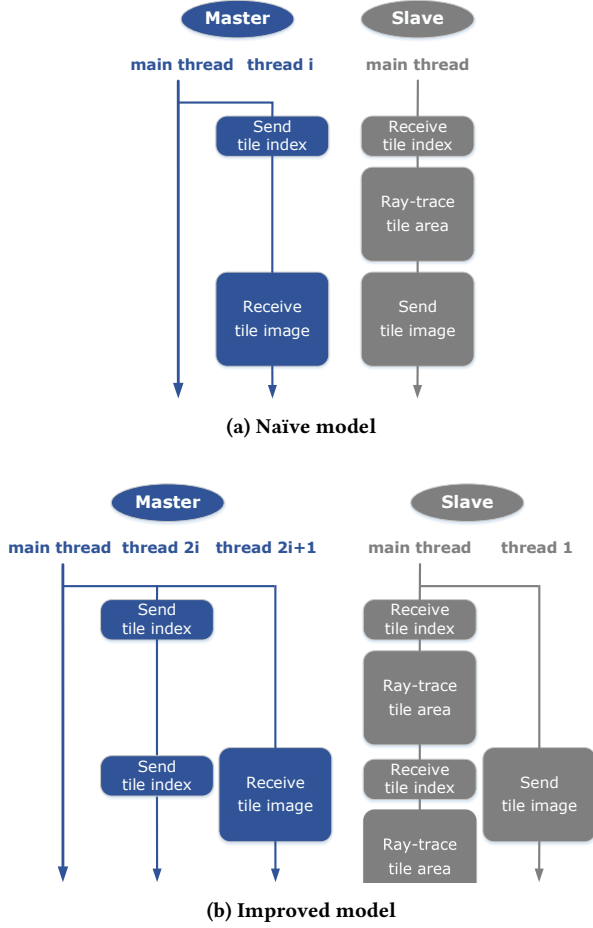 Master
Slave
main thread thread i
main thread
Send
tile index
Receive
tile index
Ray-trace
tile area
Receive
tile image
Send
tile image
(a) Naïve model
Master
Slave
main thread thread 2i thread 2i+1
main thread thread 1
Send
tile index
Receive
tile index
Ray-trace
tile area
Send
tile index
Receive
tile image
Receive
tile index
Send
tile image
Ray-trace
tile area
(b) Improved model